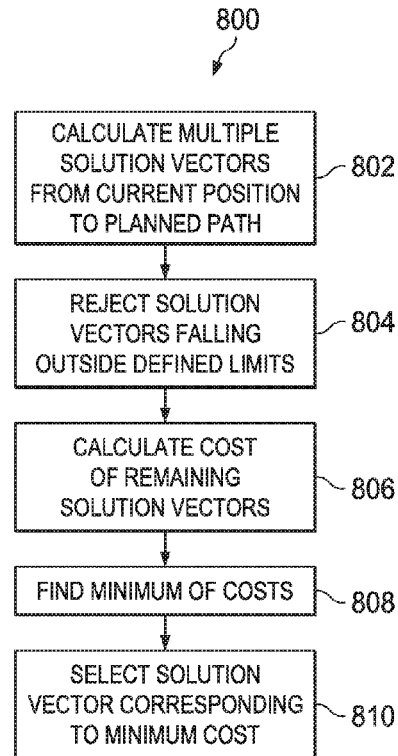 800
CALCULATE MULTIPLE
SOLUTION VECTORS
FROM CURRENT POSITION
TO PLANNED PATH
802
REJECT SOLUTION
VECTORS FALLING
OUTSIDE DEFINED LIMITS
804
CALCULATE COST
OF REMAINING
SOLUTION VECTORS
806
FIND MINIMUM OF COSTS
808
SELECT SOLUTION
VECTOR CORRESPONDING
TO MINIMUM COST
810